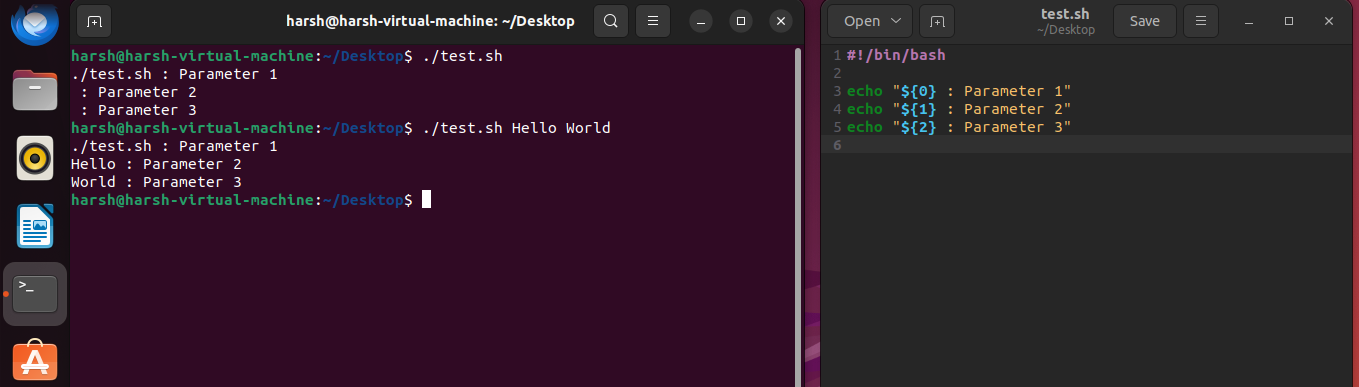 harsh@harsh-virtual-machine: ~/Desktop
harsh@harsh-virtual-machine:~/Desktop$ ./test.sh
./test.sh : Parameter 1
 : Parameter 2
 : Parameter 3
harsh@harsh-virtual-machine:~/Desktop$ ./test.sh Hello World
./test.sh : Parameter 1
Hello : Parameter 2
World : Parameter 3
harsh@harsh-virtual-machine:~/Desktop$
>_
Open
test.sh
~/Desktop
Save
1 #!/bin/bash
2
3 echo "${0} : Parameter 1"
4 echo "${1} : Parameter 2"
5 echo "${2} : Parameter 3"
6